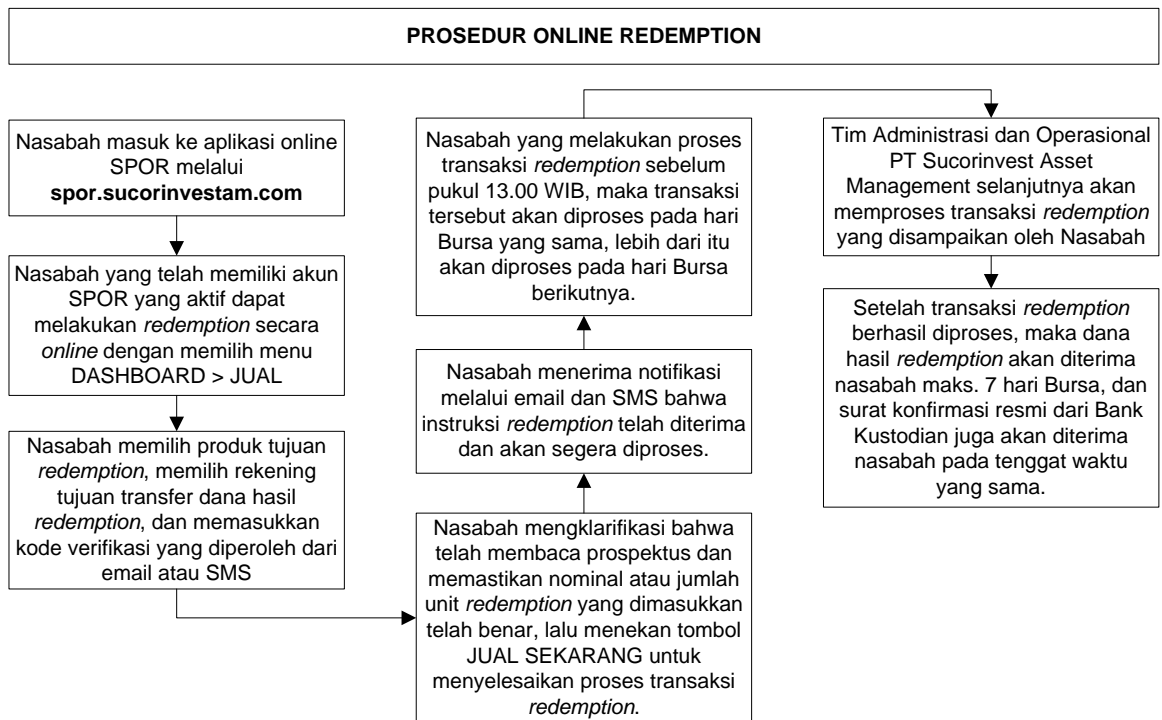 PROSEDUR ONLINE REDEMPTION
Nasabah masuk ke aplikasi online
SPOR melalui
spor.sucorinvestam.com
Nasabah yang telah memiliki akun
SPOR yang aktif dapat
melakukan redemption secara
online dengan memilih menu
DASHBOARD > JUAL
Nasabah memilih produk tujuan
redemption, memilih rekening
tujuan transfer dana hasil
redemption, dan memasukkan
kode verifikasi yang diperoleh dari
email atau SMS
Nasabah mengklarifikasi bahwa
telah membaca prospektus dan
memastikan nominal atau jumlah
unit redemption yang dimasukkan
telah benar, lalu menekan tombol
JUAL SEKARANG untuk
menyelesaikan proses transaksi
redemption.
Nasabah menerima notifikasi
melalui email dan SMS bahwa
instruksi redemption telah diterima
dan akan segera diproses.
Nasabah yang melakukan proses
transaksi redemption sebelum
pukul 13.00 WIB, maka transaksi
tersebut akan diproses pada hari
Bursa yang sama, lebih dari itu
akan diproses pada hari Bursa
berikutnya.
Tim Administrasi dan Operasional
PT Sucorinvest Asset
Management selanjutnya akan
memproses transaksi redemption
yang disampaikan oleh Nasabah
Setelah transaksi redemption
berhasil diproses, maka dana
hasil redemption akan diterima
nasabah maks. 7 hari Bursa, dan
surat konfirmasi resmi dari Bank
Kustodian juga akan diterima
nasabah pada tenggat waktu
yang sama.